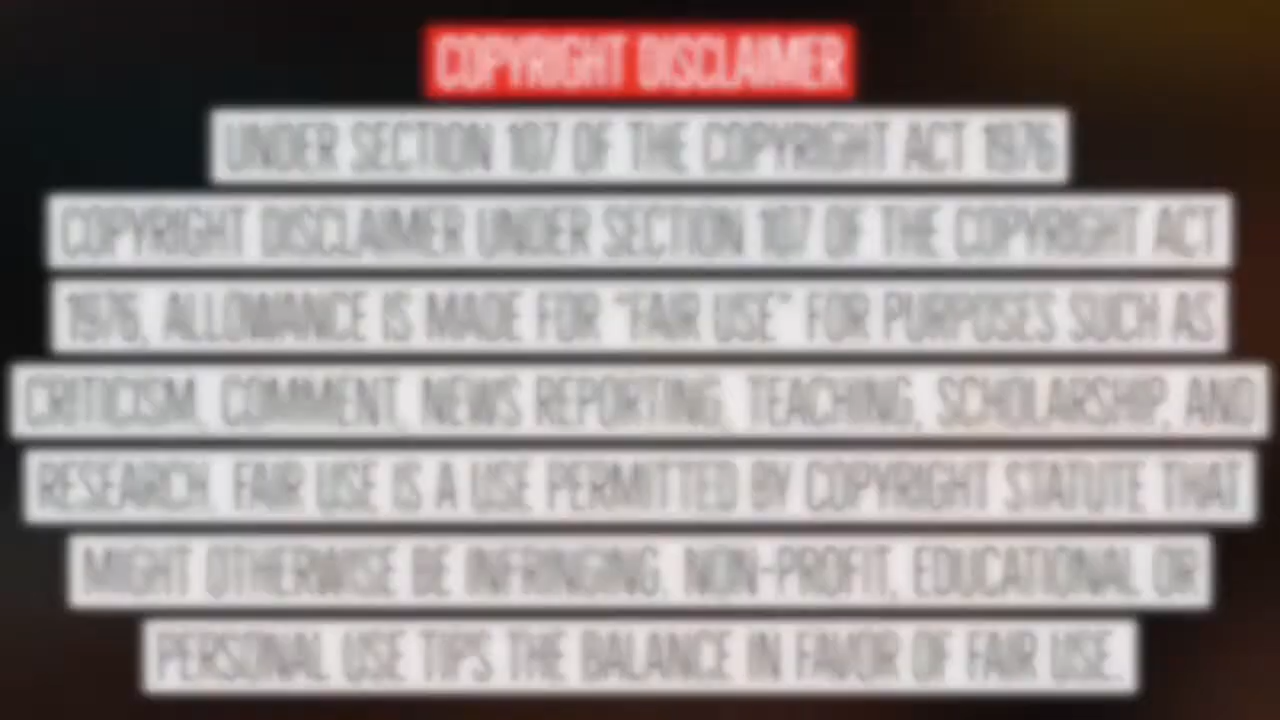 COPYRIGHT DISCLAIMER
UNDER SECTION 107 OF THE COPYRIGHT ACT 1976
COPYRIGHT DISCLAIMER UNDER SECTION 107 OF THE COPYRIGHT ACT
1976, ALLOWANCE IS MADE FOR "FAIR USE" FOR PURPOSES SUCH AS
CRITICISM, COMMENT, NEWS REPORTING, TEACHING, SCHOLARSHIP, AND
RESEARCH. FAIR USE IS A USE PERMITTED BY COPYRIGHT STATUTE THAT
MIGHT OTHERWISE BE INFRINGING. NON-PROFIT, EDUCATIONAL OR
PERSONAL USE TIPS THE BALANCE IN FAVOR OF FAIR USE.